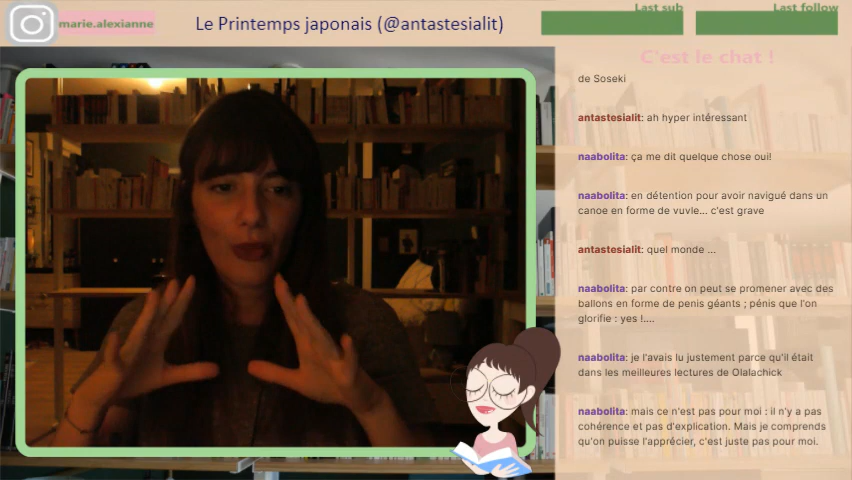 marie.alexianne
Le Printemps japonais (@antastesialit)
Last sub
Last follow
C'est le chat !
de Soseki
antastesialit: ah hyper intéressant
naabolita: ça me dit quelque chose oui!
naabolita: en détention pour avoir navigué dans un
canoe en forme de vuvle... c'est grave
antastesialit: quel monde ...
naabolita: par contre on peut se promener avec des
ballons en forme de penis géants ; pénis que l'on
glorifie : yes !....
naabolita: je l'avais lu justement parce qu'il était
dans les meilleures lectures de Olalachick
naabolita: mais ce n'est pas pour moi : il n'y a pas
cohérence et pas d'explication. Mais je comprends
qu'on puisse l'apprécier, c'est juste pas pour moi.